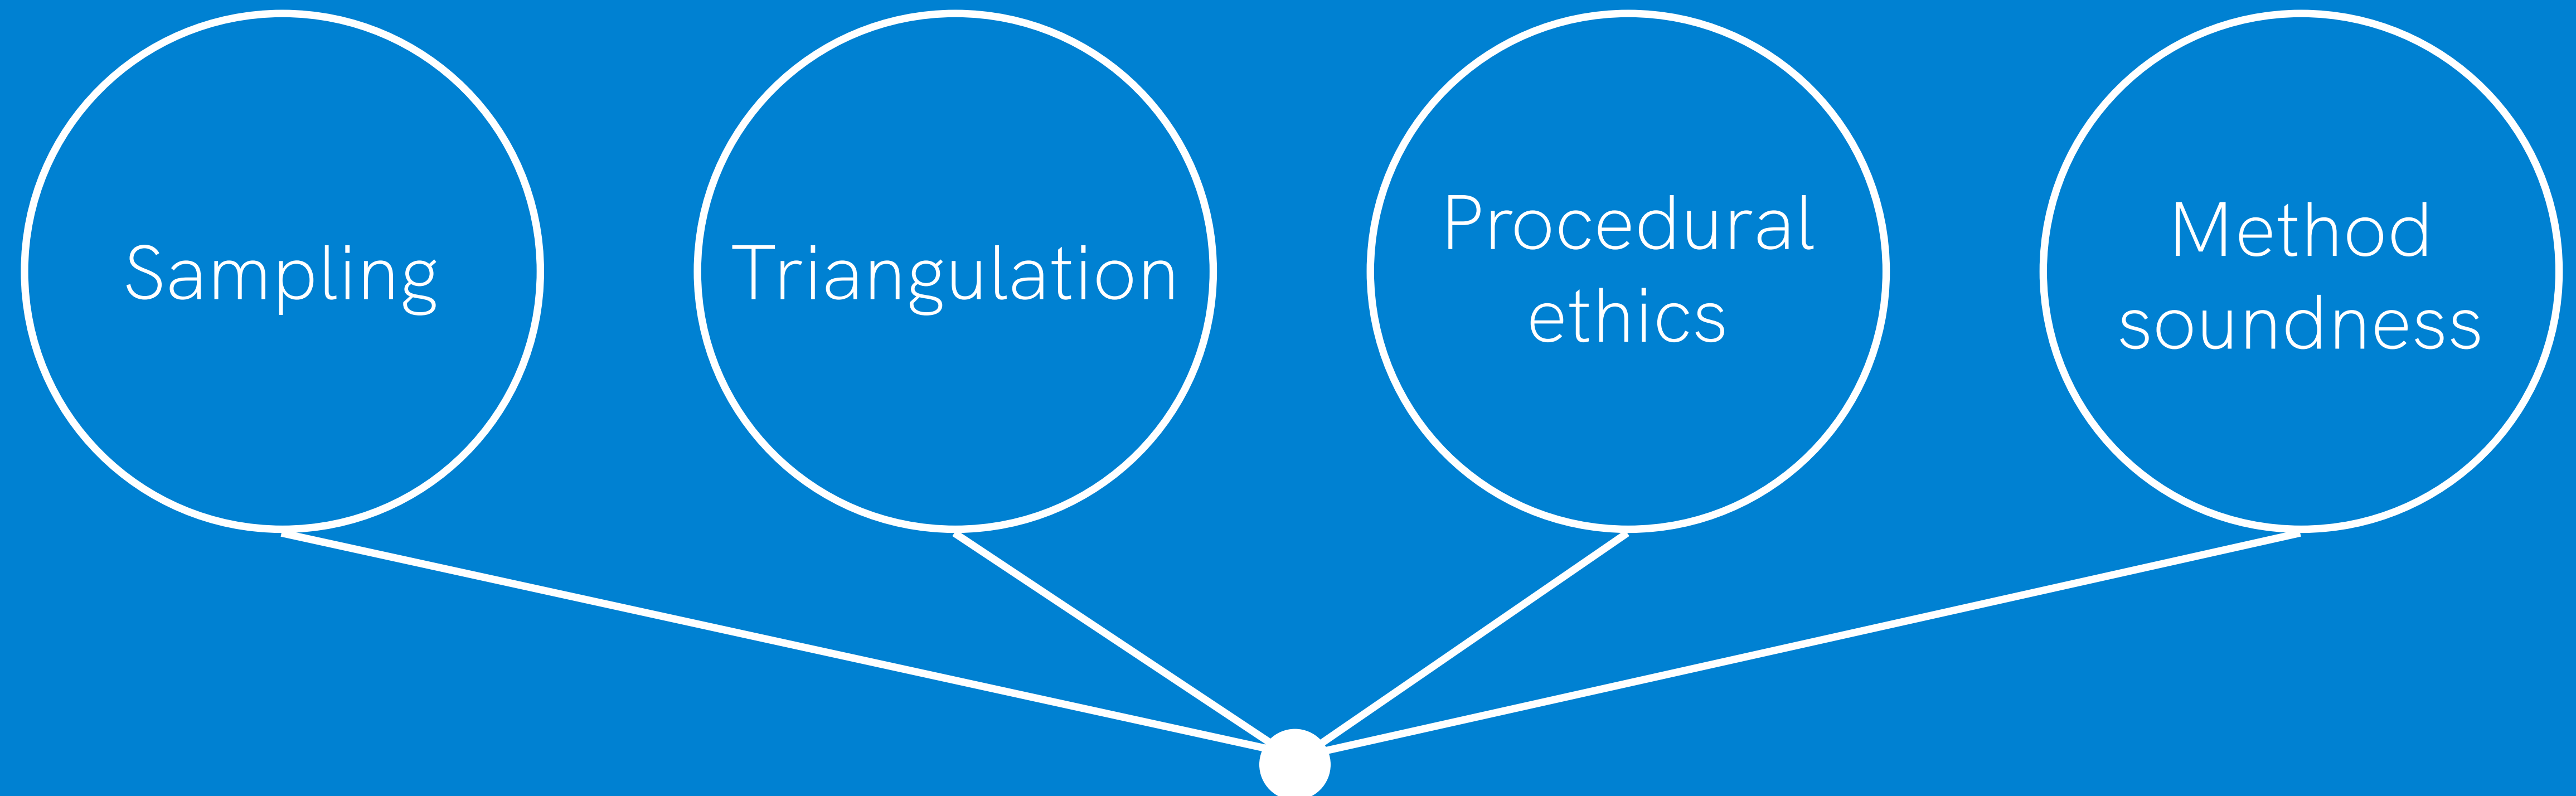 Sampling
Triangulation
Procedural
ethics
Method
soundness